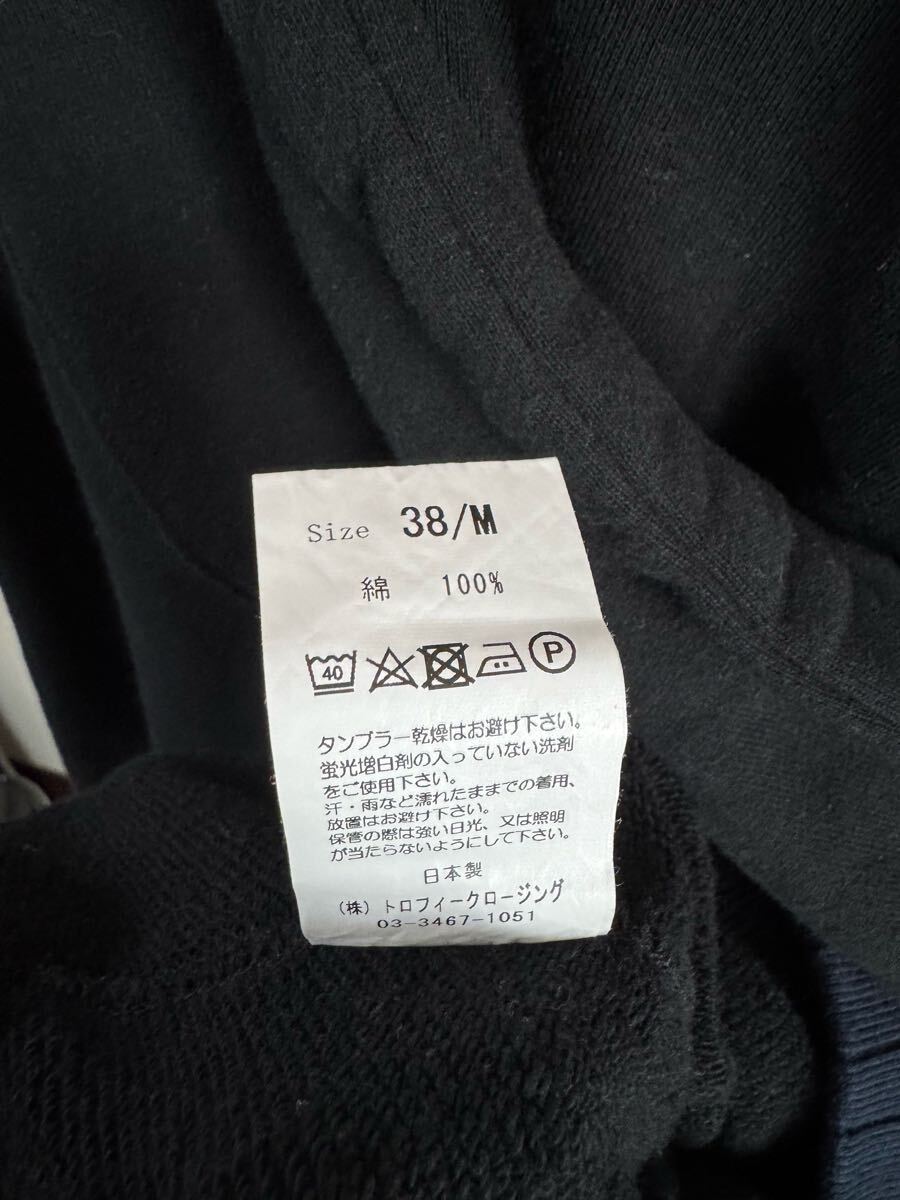 Size 38/M
綿 100%
40 P
タンブラー乾燥はお避け下さい。
蛍光増白剤の入っていない洗剤
をご使用下さい。
汗・雨など濡れたままでの着用、
放置はお避け下さい。
保管の際は強い日光、又は照明
が当たらないようにして下さい。
日本製
(株) トロフィークロージング
03-3467-1051